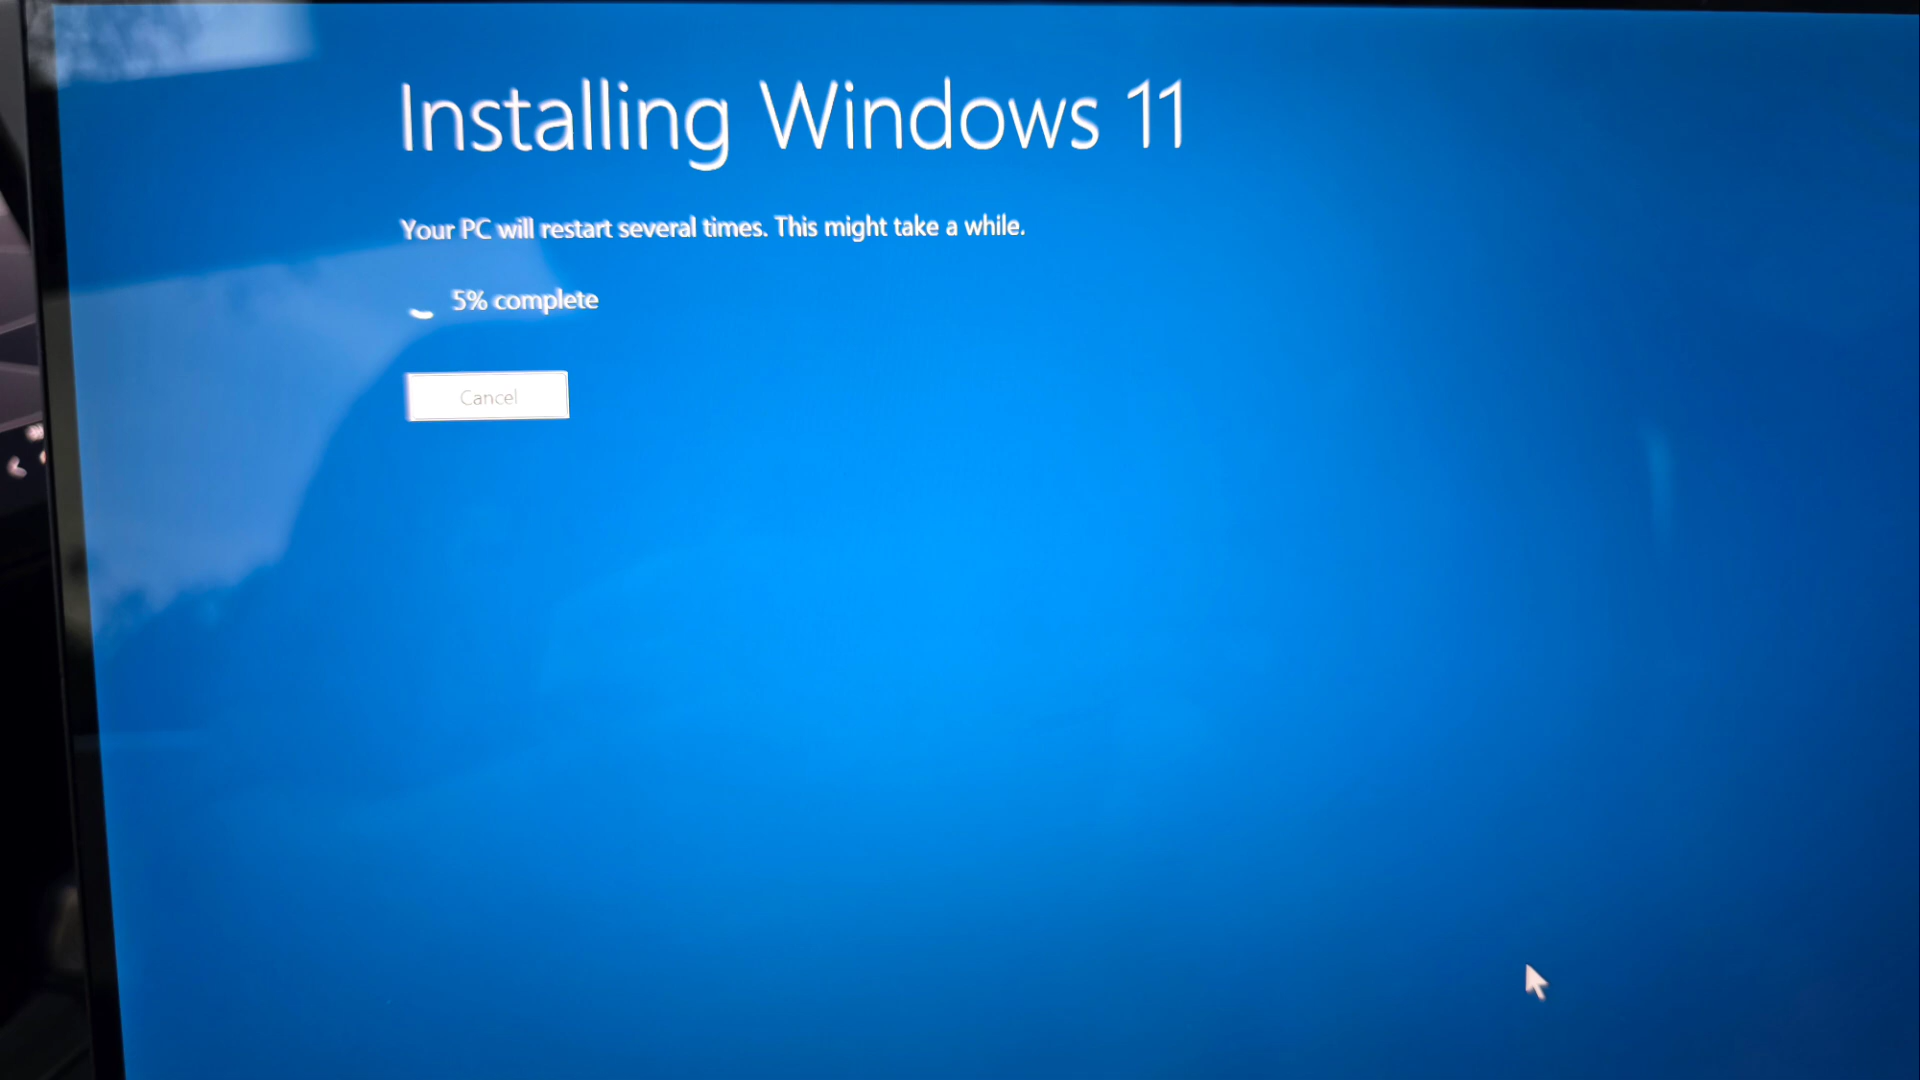 Installing Windows 11
Your PC will restart several times. This might take a while.
5% complete
Cancel